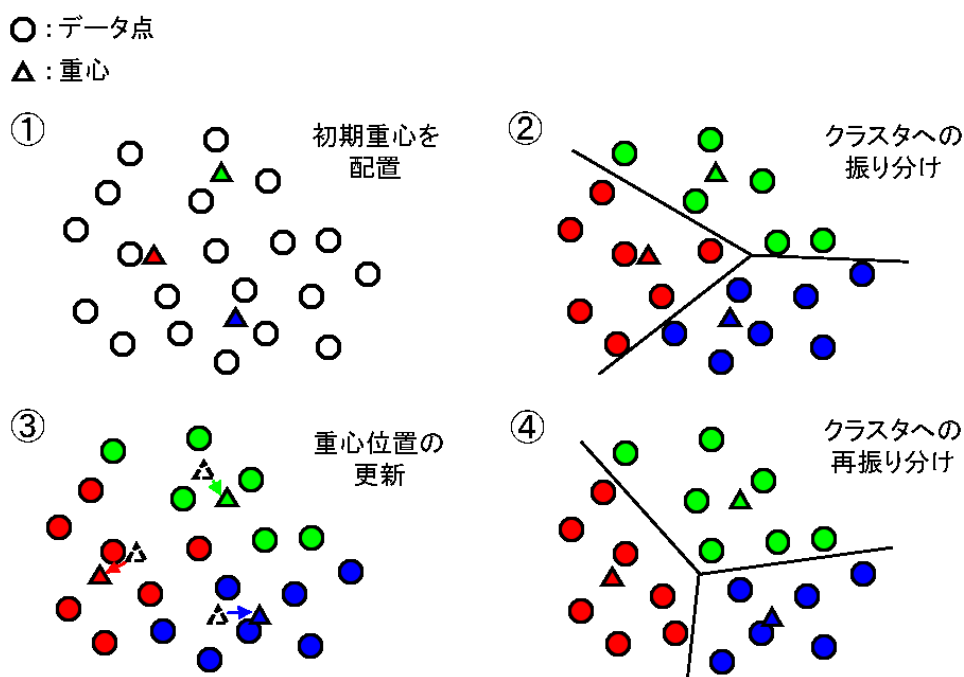 ○：データ点
△：重心
①
初期重心を
配置
②
クラスタへの
振り分け
③
重心位置の
更新
④
クラスタへの
再振り分け